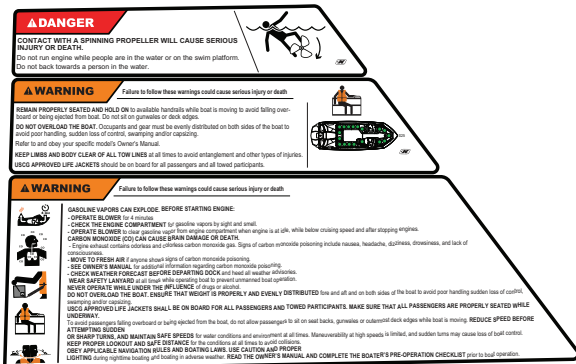 DANGER
CONTACT WITH A SPINNING PROPELLER WILL CAUSE SERIOUS
INJURY OR DEATH.
Do not run engine while people are in the water or on the swim platform.
Do not back towards a person in the water.
WARNING
Failure to follow these warnings could cause serious injury or death
REMAIN PROPERLY SEATED AND HOLD ON to available handrails while boat is moving to avoid falling over-
board or being ejected from boat. Do not sit on gunwales or deck edges.
DO NOT OVERLOAD THE BOAT. Occupants and gear must be evenly distributed on both sides of the boat to
avoid poor handling, sudden loss of control, swamping and/or capsizing.
Refer to and obey your specific model's Owner's Manual.
KEEP LIMBS AND BODY CLEAR OF ALL TOW LINES at all times to avoid entanglement and other types of injuries.
USCG APPROVED LIFE JACKETS should be on board for all passengers and all towed participants.
WARNING
Failure to follow these warnings could cause serious injury or death
GASOLINE VAPORS CAN EXPLODE, BEFORE STARTING ENGINE:
- OPERATE BLOWER for 4 minutes
- CHECK THE ENGINE COMPARTMENT for gasoline vapors by sight and smell.
- OPERATE BLOWER to clear gasoline vapor from engine compartment when engine is at idle, while below cruising speed and after stopping engines.
CARBON MONOXIDE (CO) CAN CAUSE BRAIN DAMAGE OR DEATH.
- Engine exhaust contains odorless and colorless carbon monoxide gas. Signs of carbon monoxide poisoning include nausea, headache, dizziness, drowsiness, and lack of
consciousness.
- MOVE TO FRESH AIR if anyone shows signs of carbon monoxide poisoning.
- SEE OWNER'S MANUAL for additional information regarding carbon monoxide poisoning.
- CHECK WEATHER FORECAST BEFORE DEPARTING DOCK and heed all weather advisories.
WEAR SAFETY LANYARD at all times while operating boat to prevent unmanned boat operation.
NEVER OPERATE WHILE UNDER THE INFLUENCE of drugs or alcohol.
DO NOT OVERLOAD THE BOAT. ENSURE THAT WEIGHT IS PROPERLY AND EVENLY DISTRIBUTED fore and aft and on both sides of the boat to avoid poor handling sudden loss of control,
swamping and/or capsizing.
USCG APPROVED LIFE JACKETS SHALL BE ON BOARD FOR ALL PASSENGERS AND TOWED PARTICIPANTS. MAKE SURE THAT ALL PASSENGERS ARE PROPERLY SEATED WHILE
UNDERWAY.
To avoid passengers falling overboard or being ejected from the boat, do not allow passengers to sit on seat backs, gunwales or outermost deck edges while boat is moving. REDUCE SPEED BEFORE
ATTEMPTING SUDDEN
OR SHARP TURNS, AND MAINTAIN SAFE SPEEDS for water conditions and environment at all times. Maneuverability at high speeds is limited, and sudden turns may cause loss of boat control.
KEEP PROPER LOOKOUT AND SAFE DISTANCE for the conditions at all times to avoid collisions.
OBEY APPLICABLE NAVIGATION RULES AND BOATING LAWS. USE CAUTION AND PROPER
LIGHTING during nighttime boating and boating in adverse weather. READ THE OWNER'S MANUAL AND COMPLETE THE BOATER'S PRE-OPERATION CHECKLIST prior to boat operation.